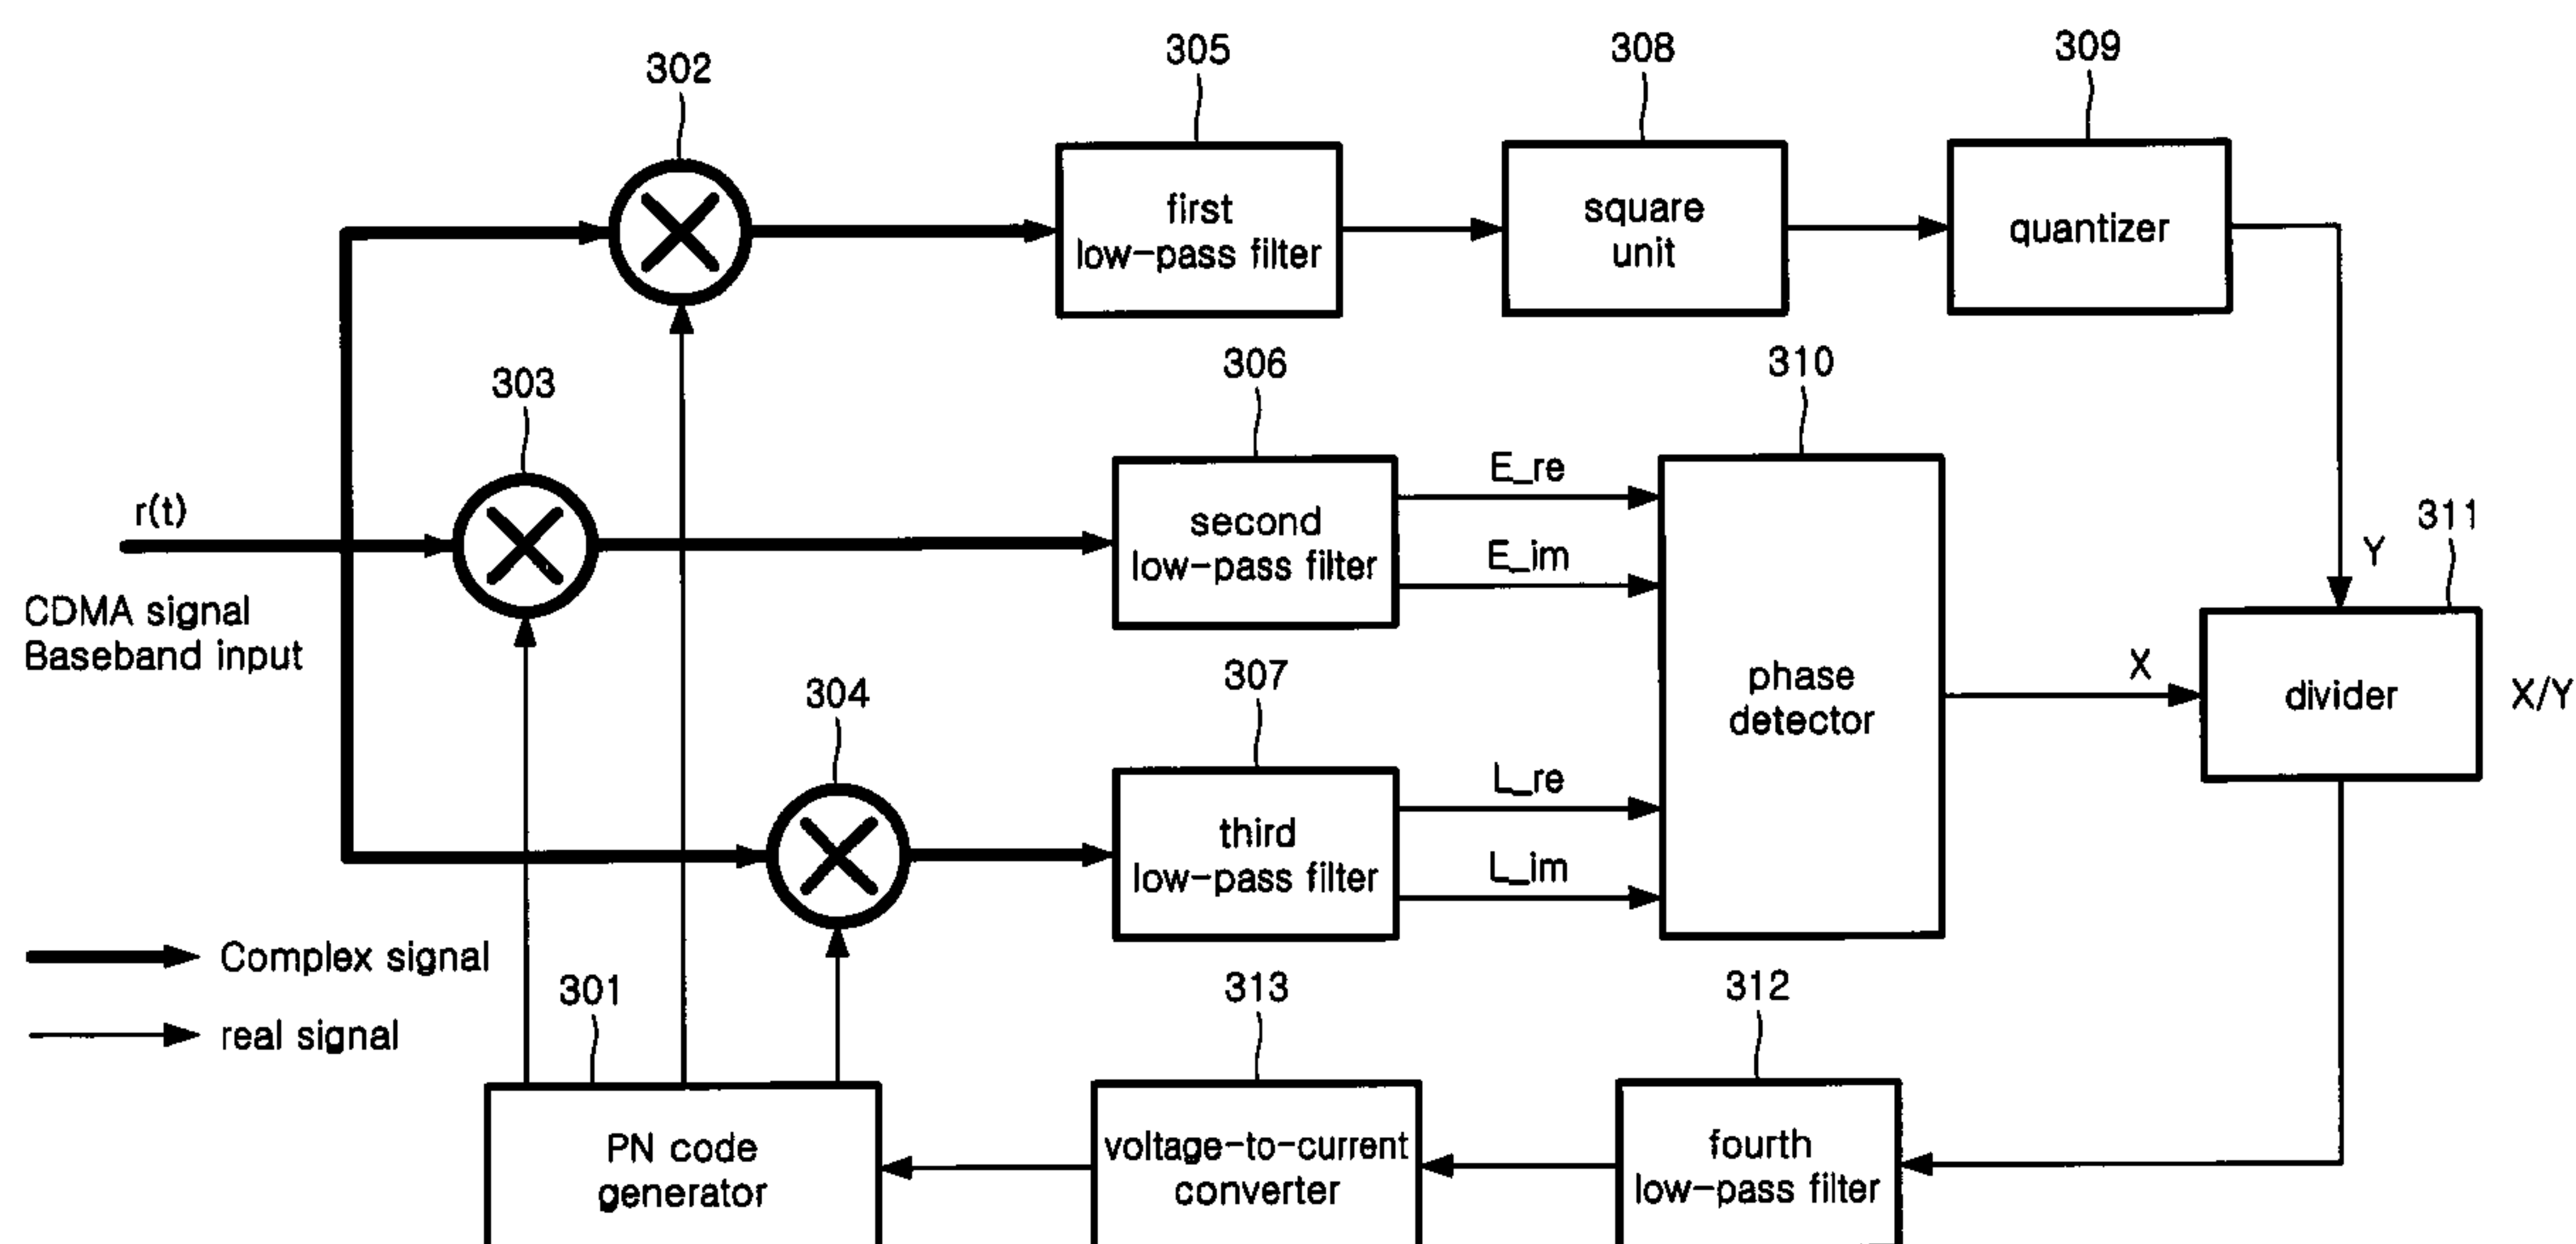 302
305
308
309
first
low-pass filter
square
unit
quantizer
303
306
310
311
r(t)
CDMA signal
Baseband input
second
low-pass filter
E_re
E_im
Y
phase
detector
X
divider
X/Y
304
307
third
low-pass filter
L_re
L_im
Complex signal
real signal
301
313
312
PN code
generator
voltage-to-current
converter
fourth
low-pass filter